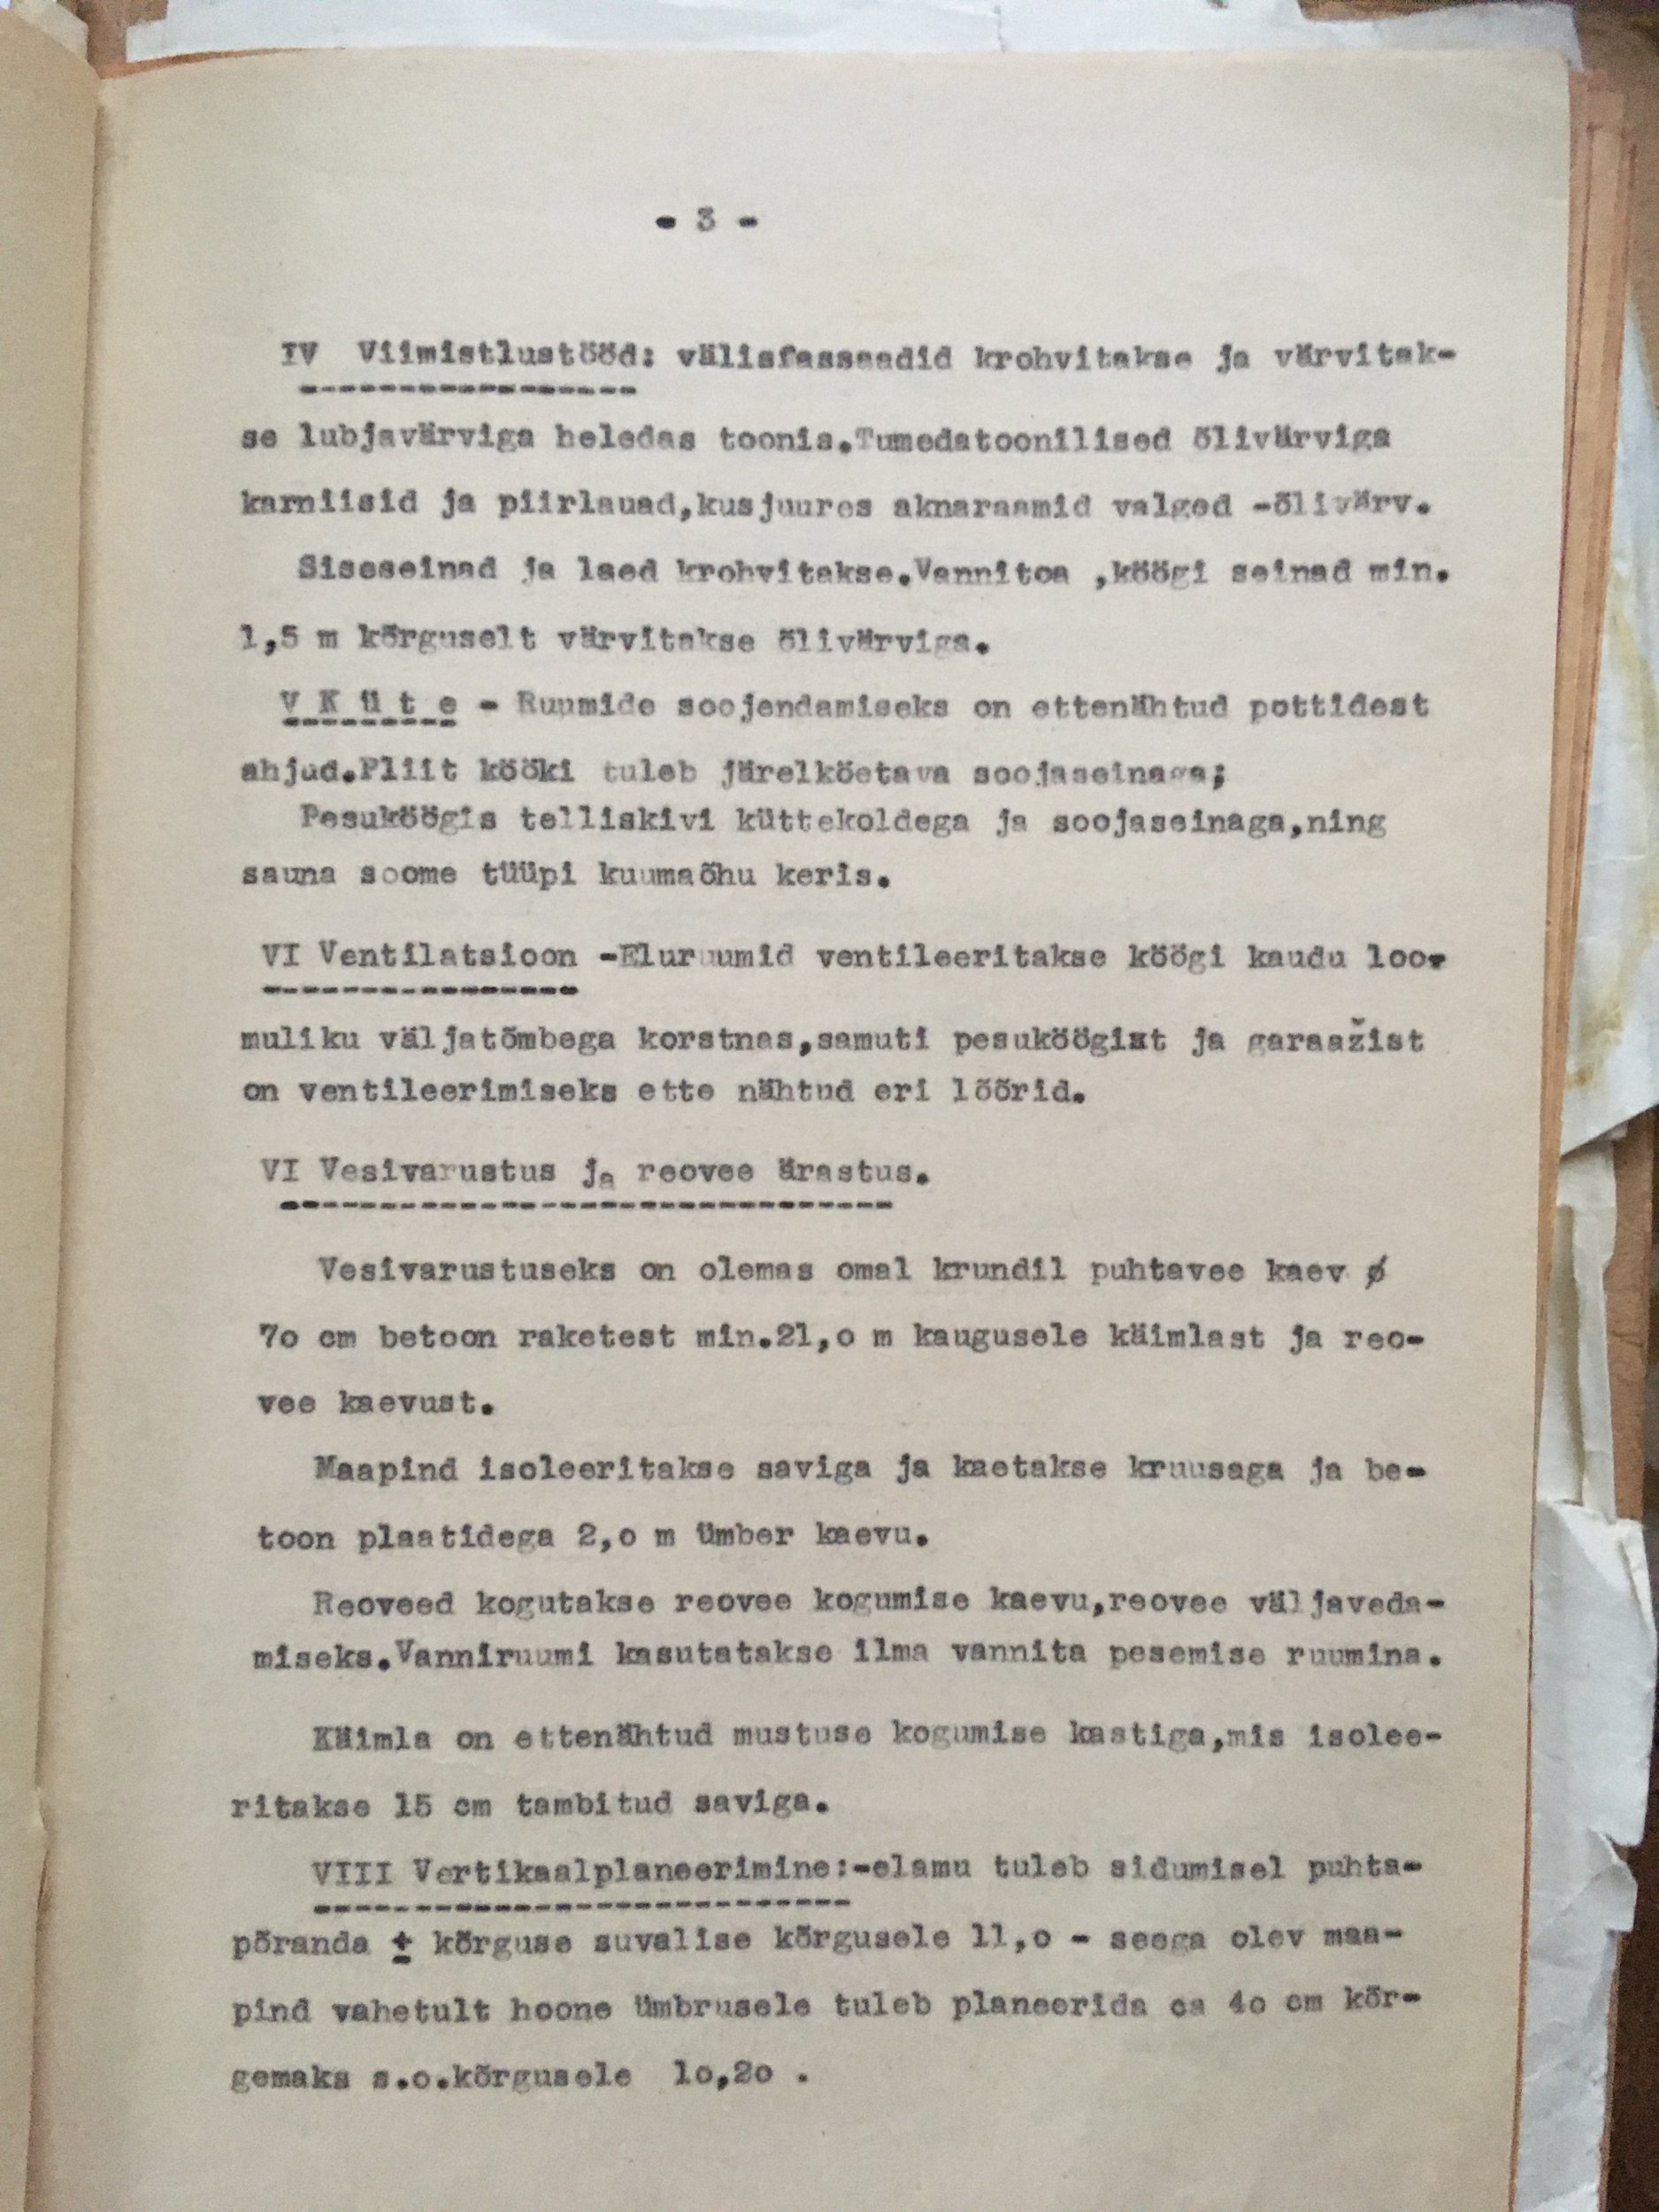 - 3 -
IV Viimistlustööd: välisfassaadid krohvitakse ja värvitak-
se lubjavärviga heledas toonis.Tumedatoonilised õlivärviga
karniisid ja piirlauad,kusjuures aknaraamid valged -õlivärv.
Siseseinad ja laed krohvitakse.Vannitoa ,köögi seinad min.
1,5 m kõrguselt värvitakse õlivärviga.
V K ü t e - Ruumide soojendamiseks on ettenähtud pottidest
ahjud.Pliit kööki tuleb järelköetava soojaseinaga;
Pesuköögis telliskivi küttekoldega ja soojaseinaga,ning
sauna soome tüüpi kuumaõhu keris.
VI Ventilatsioon -Eluruumid ventileeritakse köögi kaudu loo-
muliku väljatõmbega korstnas,samuti pesuköögixt ja garaažist
on ventileerimiseks ette nähtud eri lõõrid.
VI Vesivarustus ja reovee ärastus.
Vesivarustuseks on olemas omal krundil puhtavee kaev ø
7o cm betoon raketest min.21,o m kaugusele käimlast ja reo-
vee kaevust.
Maapind isoleeritakse saviga ja kaetakse kruusaga ja be-
toon plaatidega 2,o m ümber kaevu.
Reoveed kogutakse reovee kogumise kaevu,reovee väljaveda-
miseks.Vanniruumi kasutatakse ilma vannita pesemise ruumina.
Käimla on ettenähtud mustuse kogumise kastiga,mis isolee-
ritakse 15 cm tambitud saviga.
VIII Vertikaalplaneerimine:-elamu tuleb sidumisel puhta-
põranda ± kõrguse suvalise kõrgusele 11,o - seega olev maa-
pind vahetult hoone ümbrusele tuleb planeerida ca 4o cm kõr-
gemaks s.o.kõrgusele lo,2o .